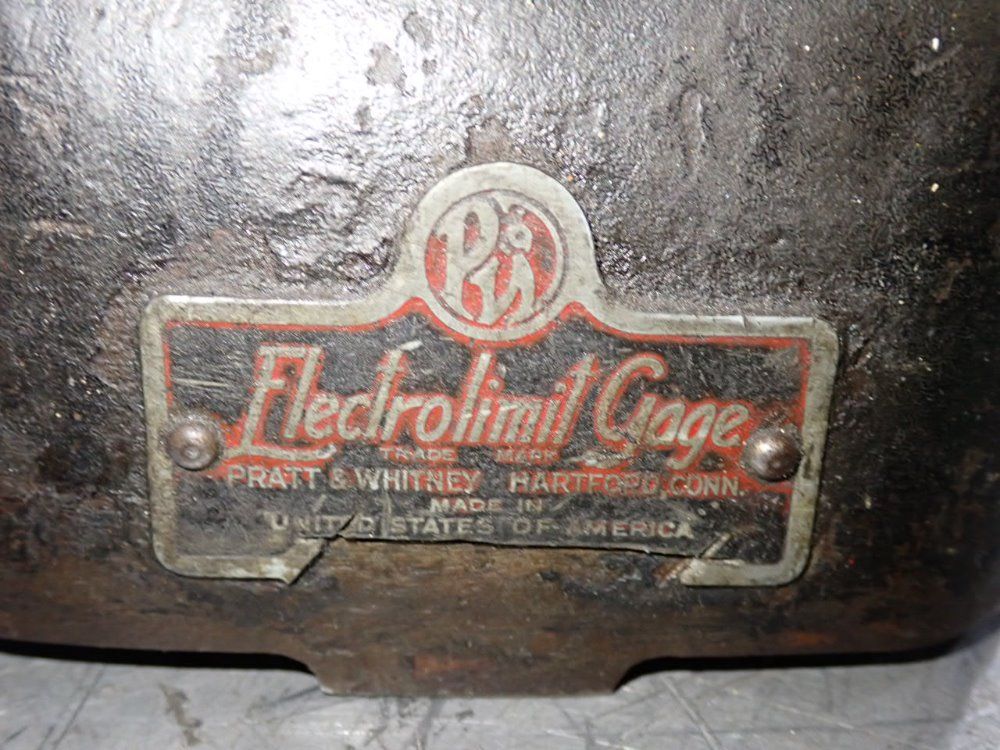 Electrolimit Gage
TRADE MARK
PRATT & WHITNEY HARTFORD, CONN.
MADE IN
UNITED STATES OF AMERICA